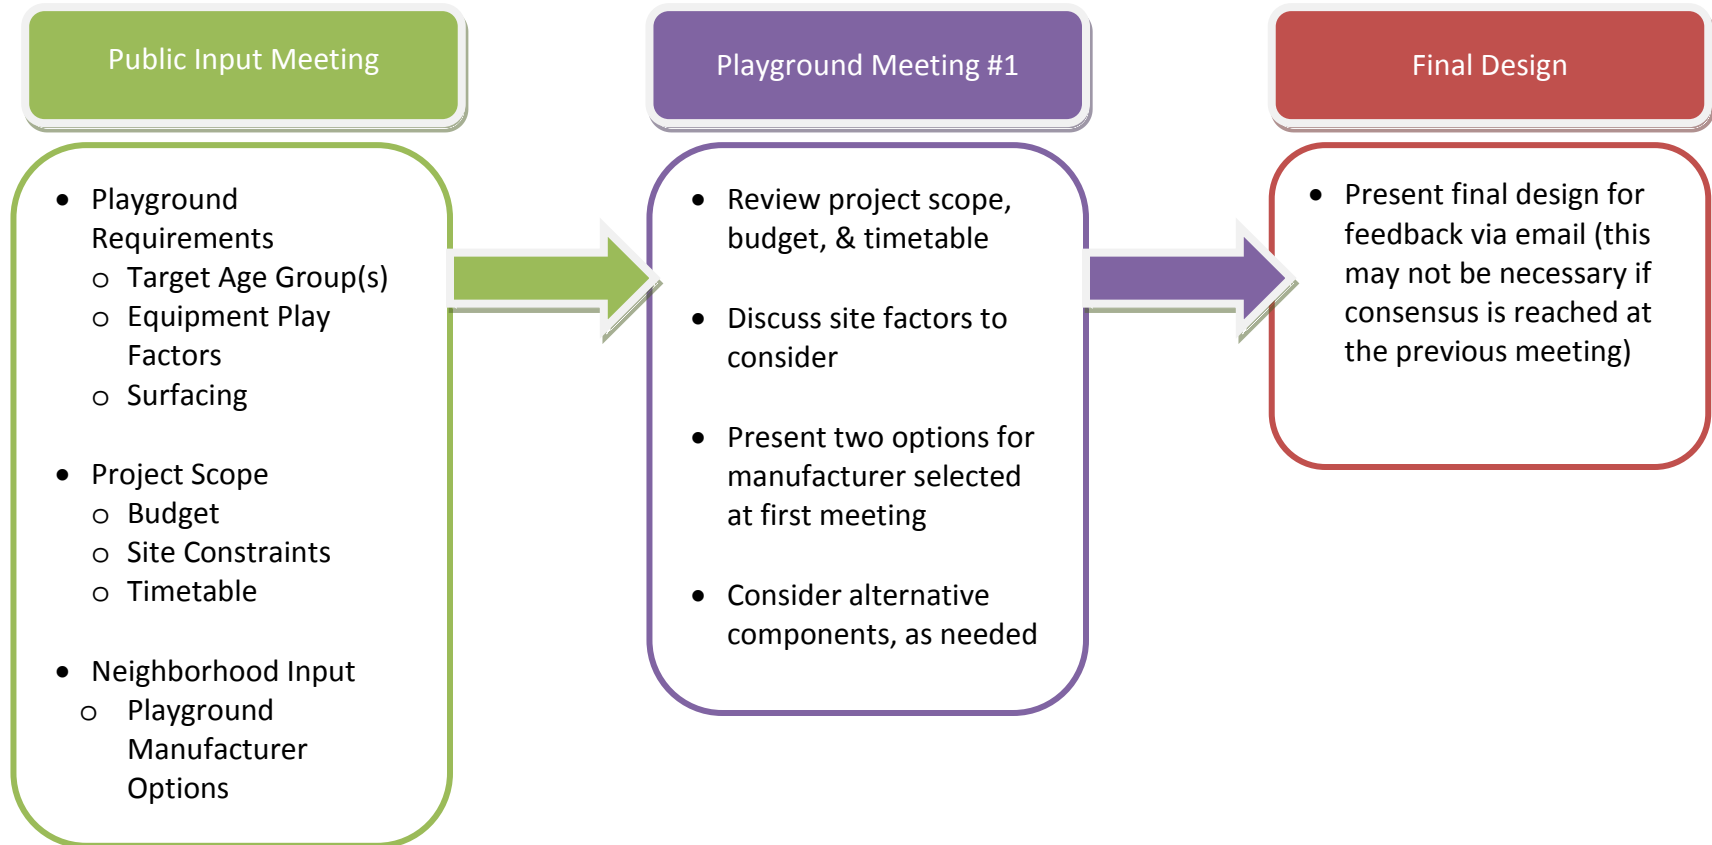 Public Input Meeting
• Playground
Requirements
o Target Age Group(s)
o Equipment Play
Factors
o Surfacing
• Project Scope
o Budget
o Site Constraints
o Timetable
• Neighborhood Input
o Playground
Manufacturer
Options
Playground Meeting #1
• Review project scope,
budget, & timetable
• Discuss site factors to
consider
• Present two options for
manufacturer selected
at first meeting
• Consider alternative
components, as needed
Final Design
• Present final design for
feedback via email (this
may not be necessary if
consensus is reached at
the previous meeting)